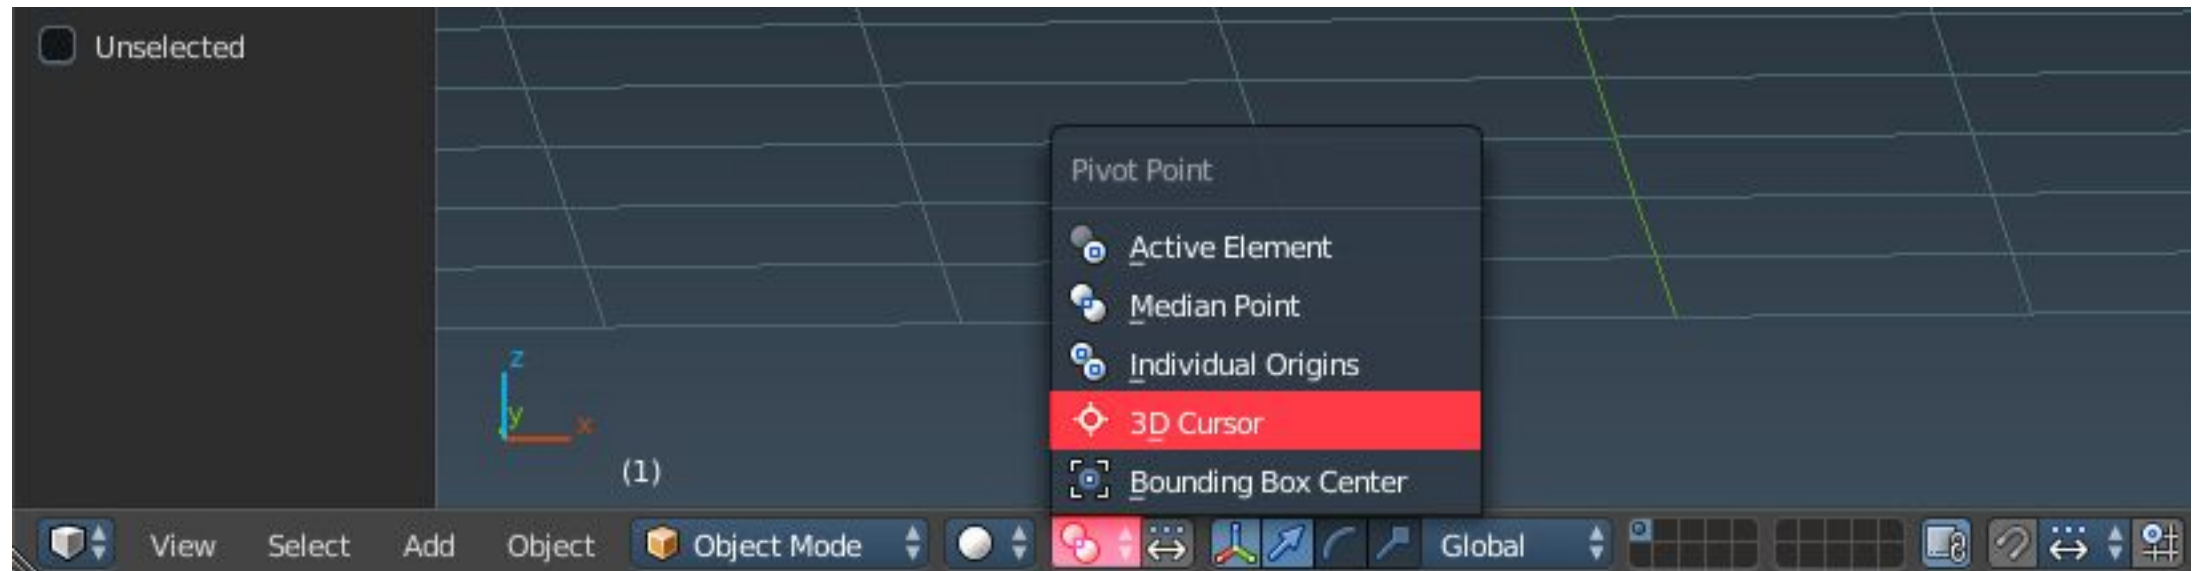 Unselected
Pivot Point
Active Element
Median Point
Individual Origins
3D Cursor
Bounding Box Center
z
y
x
(1)
View Select Add Object Object Mode Global